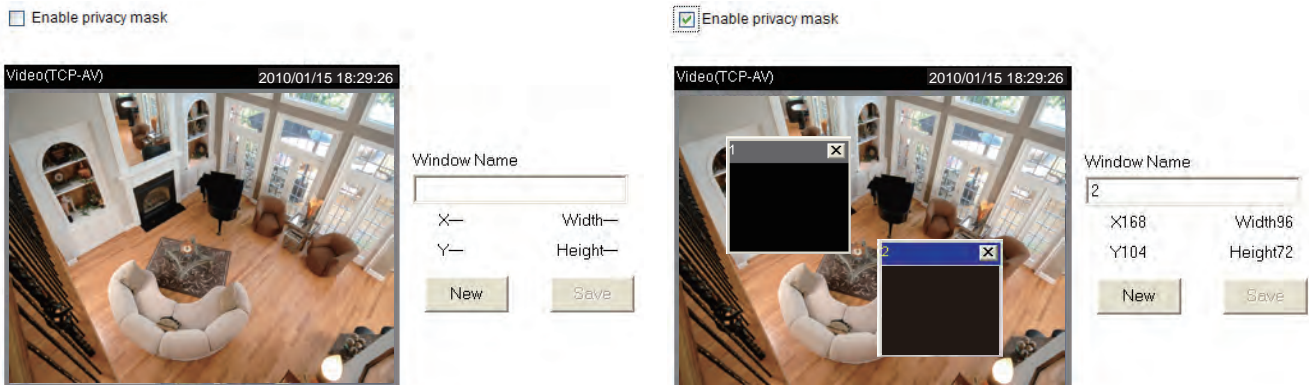 Enable privacy mask
Video(TCP-AV) 2010/01/15 18:29:26
Window Name
X— Width—
Y— Height—
New Save
Enable privacy mask
Video(TCP-AV) 2010/01/15 18:29:26
1
2
Window Name
2
X168 Width96
Y104 Height72
New Save